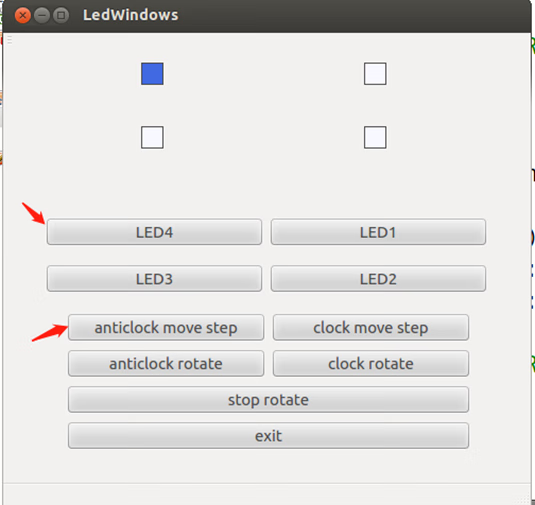 LedWindows
LED4 LED1
LED3 LED2
anticlock move step clock move step
anticlock rotate clock rotate
stop rotate
exit